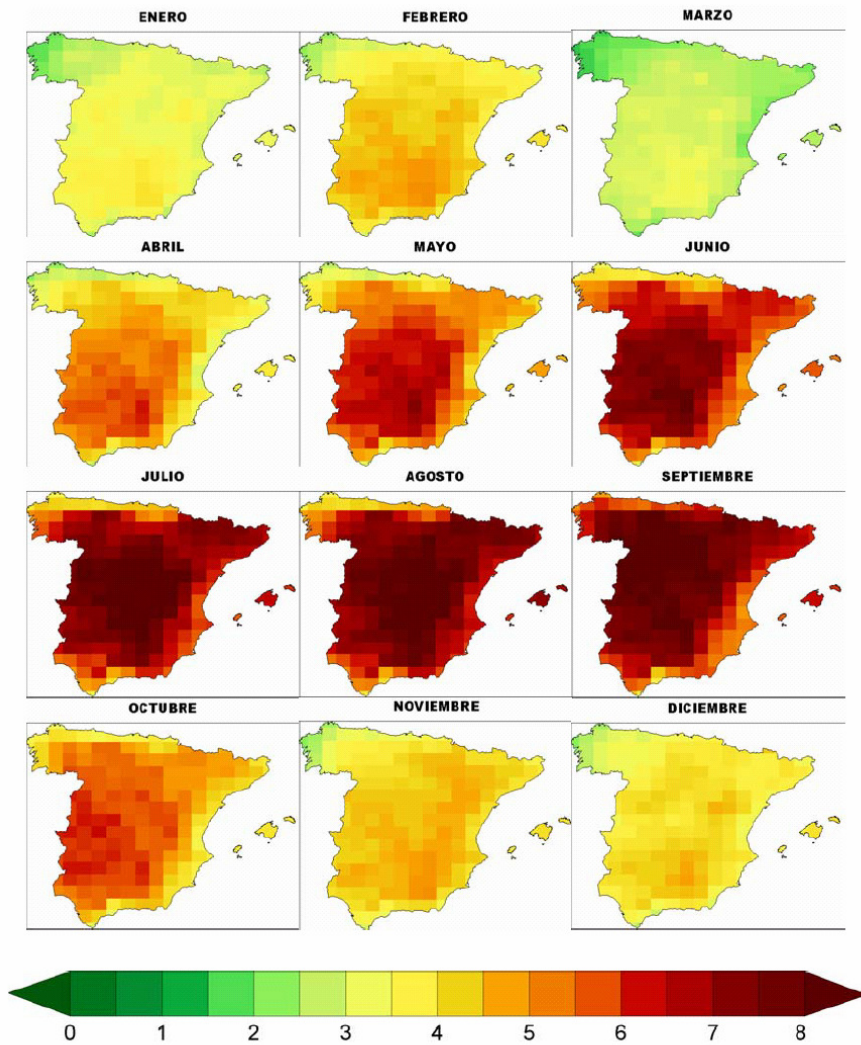 ENERO FEBRERO MARZO
ABRIL MAYO JUNIO
JULIO AGOSTO SEPTIEMBRE
OCTUBRE NOVIEMBRE DICIEMBRE
0 1 2 3 4 5 6 7 8